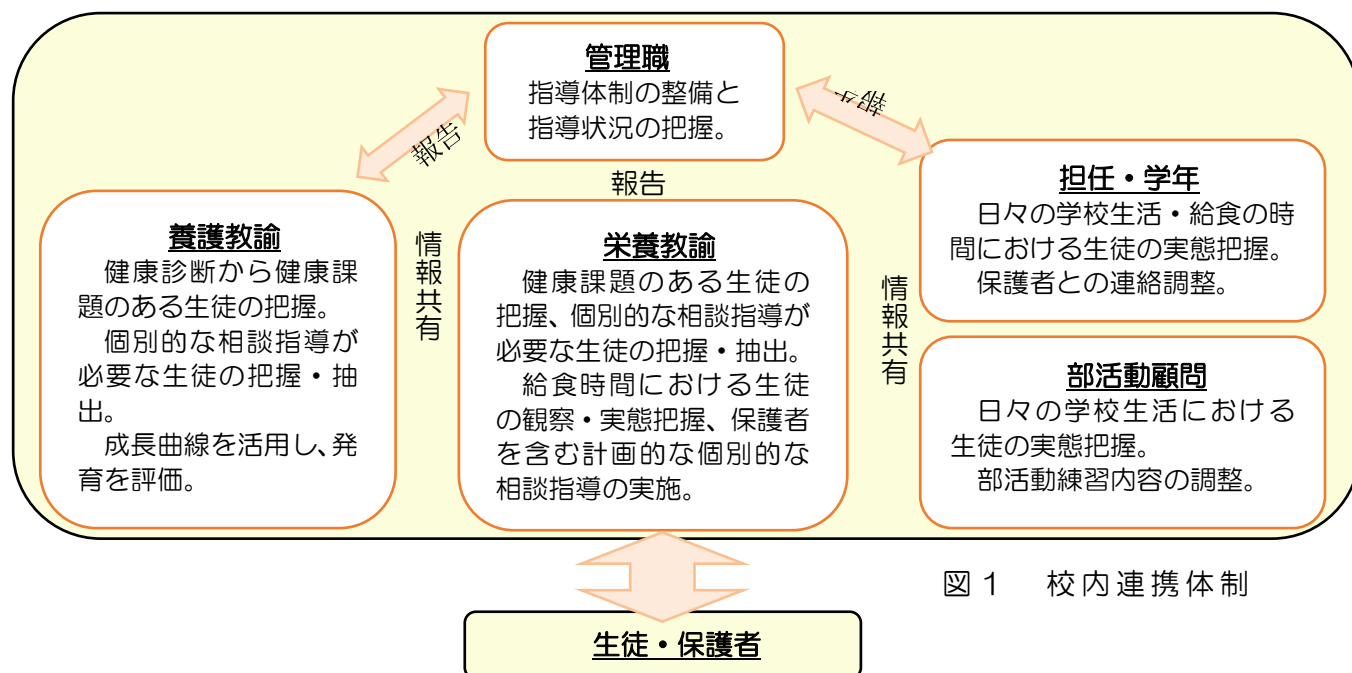 管理職
指導体制の整備と
指導状況の把握。
報告
報告
報告
養護教諭
健康診断から健康課
題のある生徒の把握。
個別的な相談指導が
必要な生徒の把握・抽
出。
成長曲線を活用し、発
育を評価。
情報共有
栄養教諭
健康課題のある生徒の
把握、個別的な相談指導が
必要な生徒の把握・抽出。
給食時間における生徒
の観察・実態把握、保護者
を含む計画的な個別的な
相談指導の実施。
情報共有
担任・学年
日々の学校生活・給食の時
間における生徒の実態把握。
保護者との連絡調整。
部活動顧問
日々の学校生活における
生徒の実態把握。
部活動練習内容の調整。
図1 校内連携体制
生徒・保護者